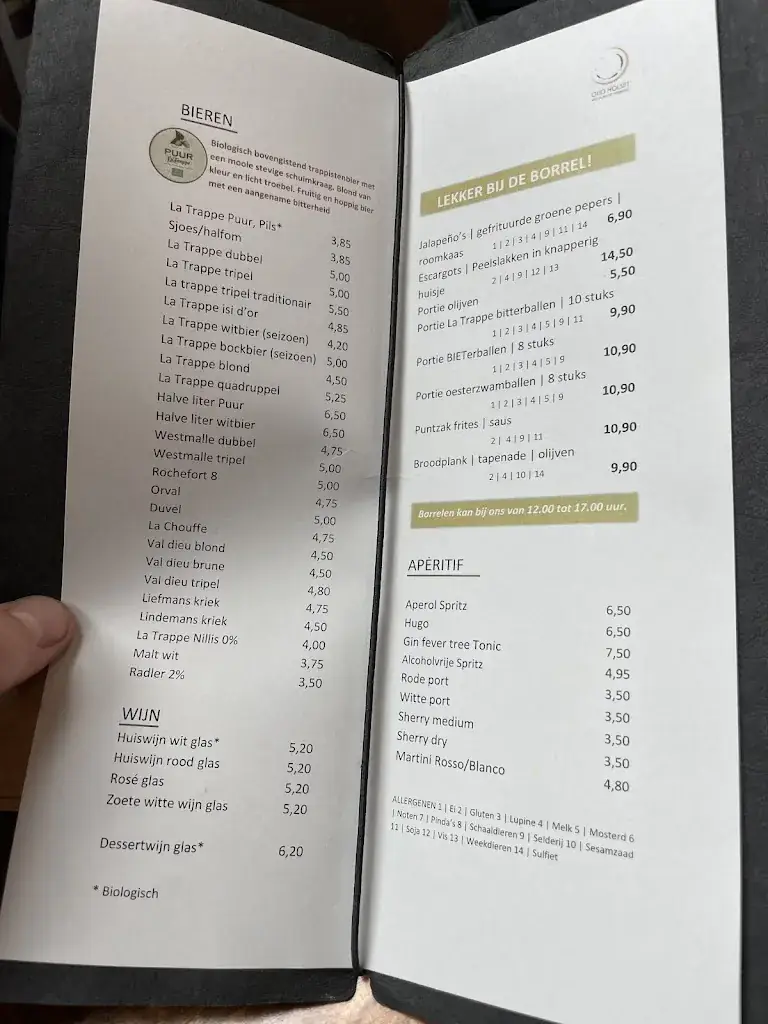 BIEREN
PUUR
Biologisch bovengistend trappistenbier met
een mooie stevige schuimkraag. Blond van
kleur en licht troebel. Fruitig en hoppig bier
met een aangename bitterheid
La Trappe Puur, Pils* 3,85
Sjoes/halfom 3,85
La Trappe dubbel 5,00
La Trappe tripel 5,00
La trappe tripel traditionair 5,50
La Trappe isi d'or 4,85
La Trappe witbier (seizoen) 4,20
La Trappe bockbier (seizoen) 5,00
La Trappe blond 4,50
La Trappe quadruppel 5,25
Halve liter Puur 6,50
Halve liter witbier 6,50
Westmalle dubbel 4,75
Westmalle tripel 5,00
Rochefort 8 5,00
Orval 4,75
Duvel 5,00
La Chouffe 4,75
Val dieu blond 4,50
Val dieu brune 4,50
Val dieu tripel 4,80
Liefmans kriek 4,75
Lindemans kriek 4,50
La Trappe Nillis 0% 4,00
Malt wit 3,75
Radler 2% 3,50
WIJN
Huiswijn wit glas* 5,20
Huiswijn rood glas 5,20
Rosé glas 5,20
Zoete witte wijn glas 5,20
Dessertwijn glas* 6,20
* Biologisch
LEKKER BIJ DE BORREL!
Jalapeño's | gefrituurde groene pepers |
roomkaas 1 | 2 | 3 | 4 | 9 | 11 | 14 6,90
Escargots | Peelslakken in knapperig
huisje 2 | 4 | 9 | 12 | 13 14,50
Portie olijven 5,50
Portie La Trappe bitterballen | 10 stuks
1 | 2 | 3 | 4 | 5 | 9 | 11 9,90
Portie BIETerballen | 8 stuks
1 | 2 | 3 | 4 | 5 | 9 10,90
Portie oesterzwamballen | 8 stuks
1 | 2 | 3 | 4 | 5 | 9 10,90
Puntzak frites | saus
2 | 4 | 9 | 11 10,90
Broodplank | tapenade | olijven
2 | 4 | 10 | 14 9,90
Borrelen kan bij ons van 12.00 tot 17.00 uur.
APÉRITIF
Aperol Spritz 6,50
Hugo 6,50
Gin fever tree Tonic 7,50
Alcoholvrije Spritz 4,95
Rode port 3,50
Witte port 3,50
Sherry medium 3,50
Sherry dry 3,50
Martini Rosso/Blanco 4,80
ALLERGENEN 1 | Ei 2 | Gluten 3 | Lupine 4 | Melk 5 | Mosterd 6
| Noten 7 | Pinda's 8 | Schaaldieren 9 | Selderij 10 | Sesamzaad
11 | Soja 12 | Vis 13 | Weekdieren 14 | Sulfiet